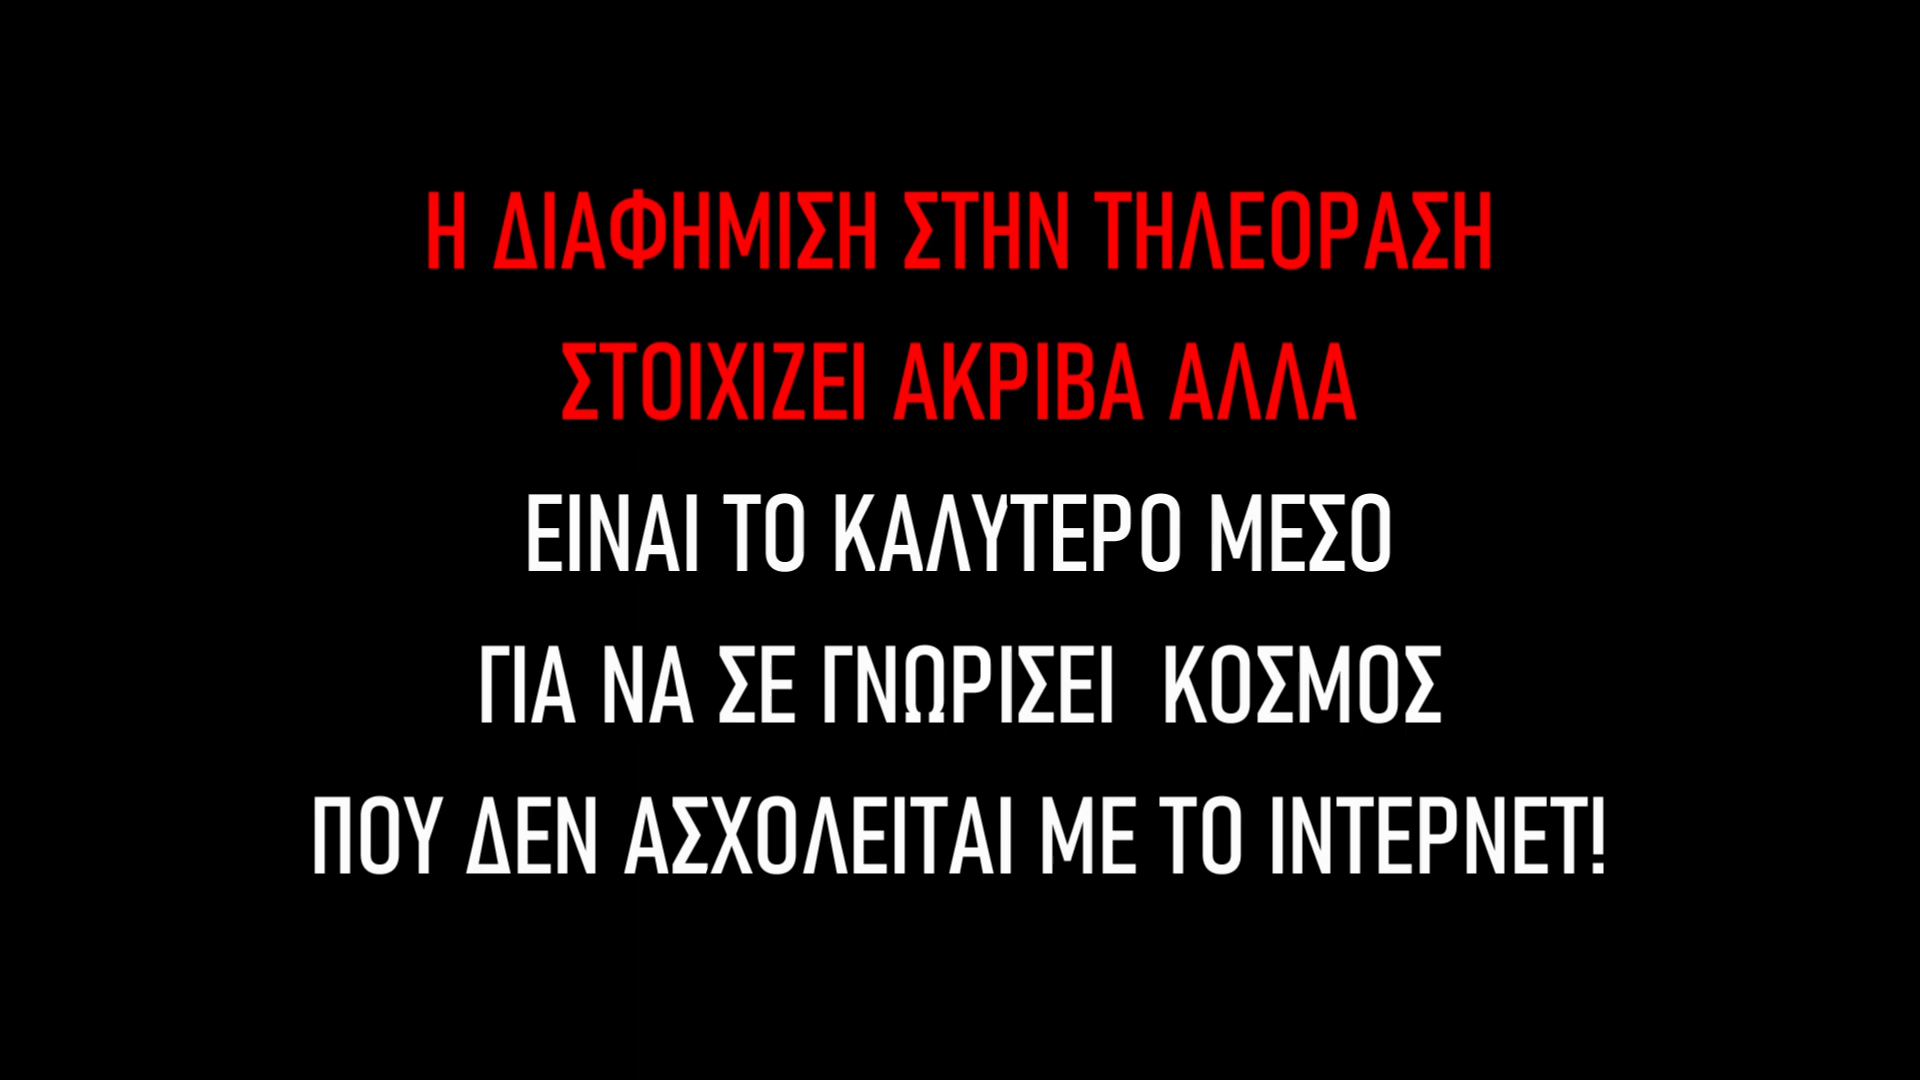 Η ΔΙΑΦΗΜΙΣΗ ΣΤΗΝ ΤΗΛΕΟΡΑΣΗ
ΣΤΟΙΧΙΖΕΙ ΑΚΡΙΒΑ ΑΛΛΑ
ΕΙΝΑΙ ΤΟ ΚΑΛΥΤΕΡΟ ΜΕΣΟ
ΓΙΑ ΝΑ ΣΕ ΓΝΩΡΙΣΕΙ  ΚΟΣΜΟΣ
ΠΟΥ ΔΕΝ ΑΣΧΟΛΕΙΤΑΙ ΜΕ ΤΟ ΙΝΤΕΡΝΕΤ!